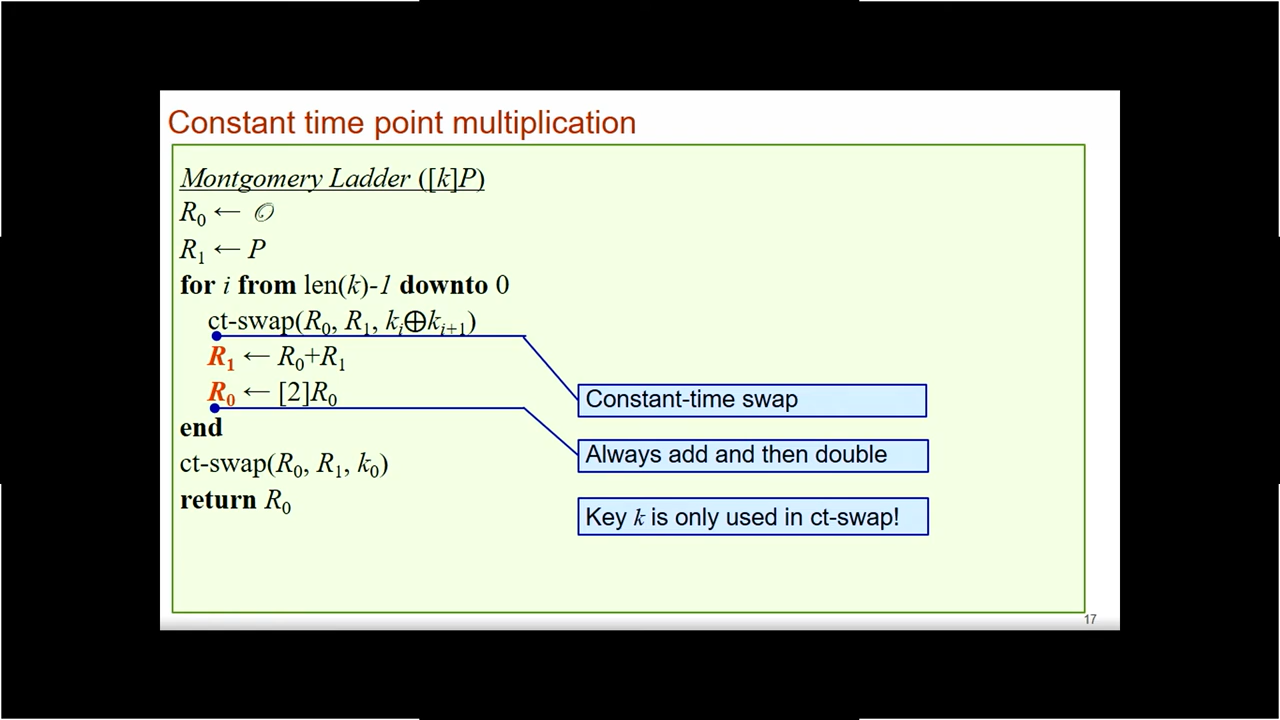 Constant time point multiplication
Montgomery Ladder ([k]P)
R₀ ← 𝒪
R₁ ← P
for i from len(k)-1 downto 0
ct-swap(R₀, R₁, kᵢ⊕kᵢ₊₁)
R₁ ← R₀+R₁
R₀ ← [2]R₀
end
ct-swap(R₀, R₁, k₀)
return R₀
Constant-time swap
Always add and then double
Key k is only used in ct-swap!
17